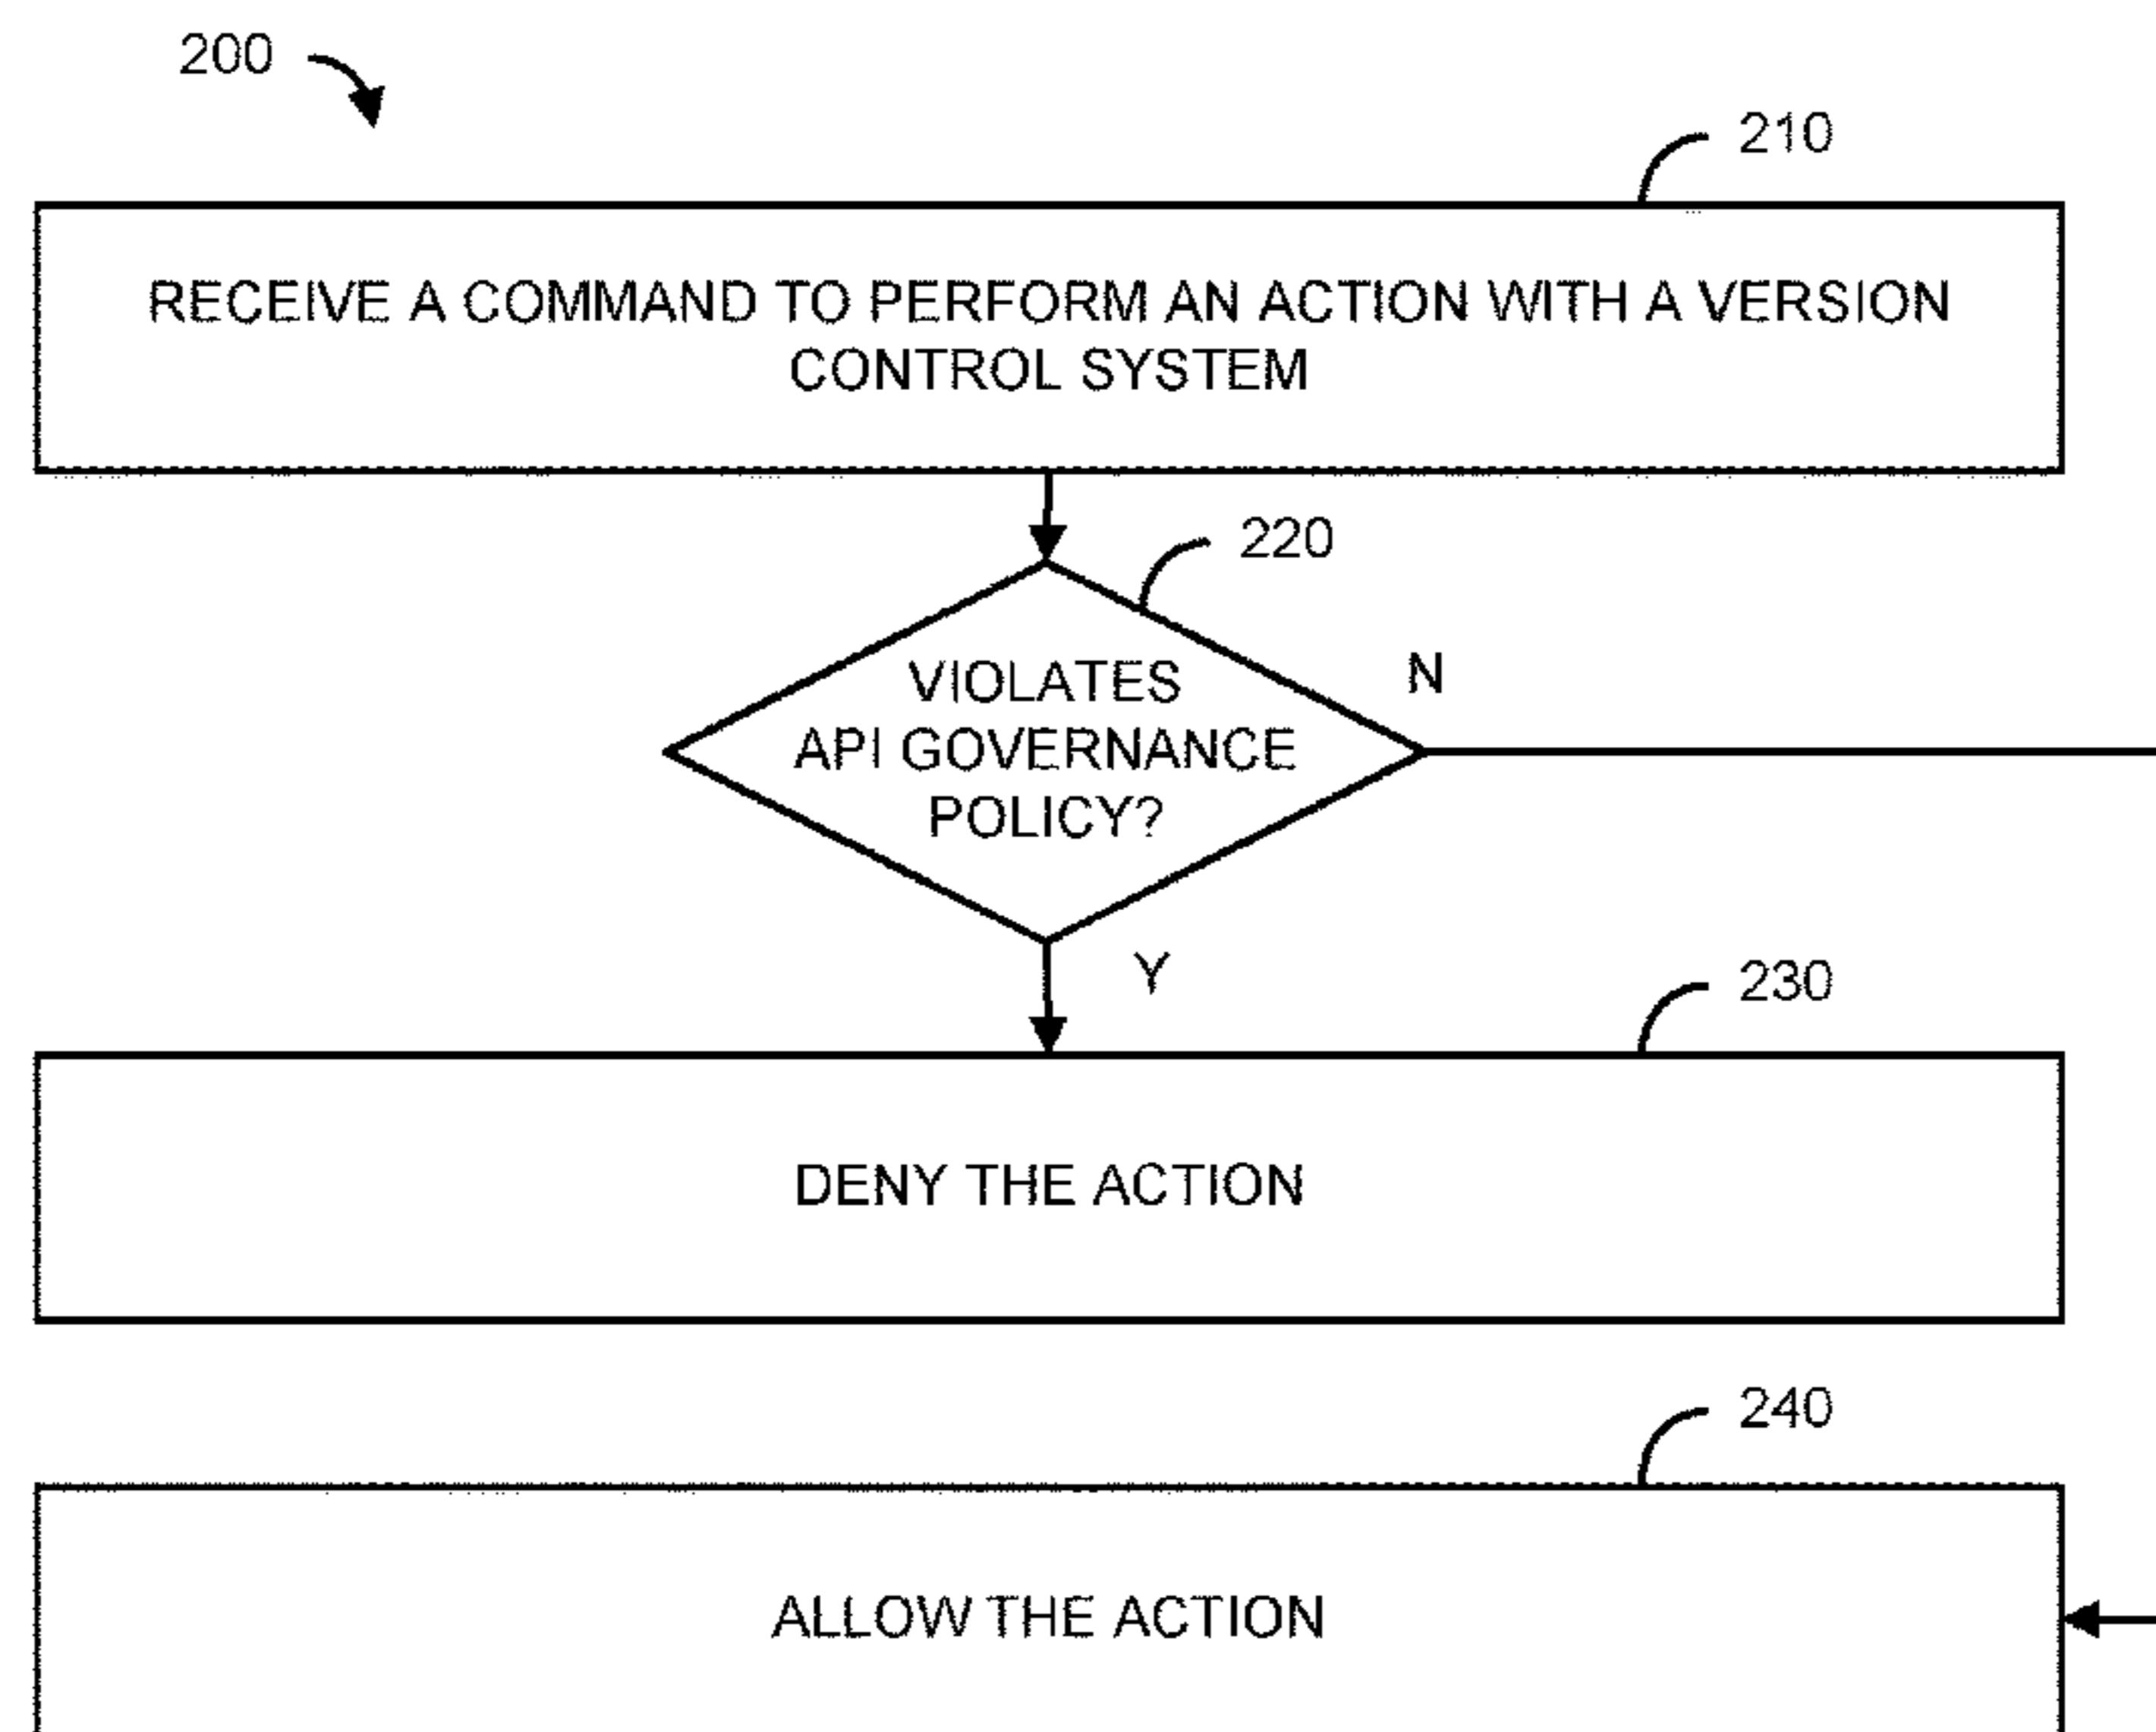 200
210
RECEIVE A COMMAND TO PERFORM AN ACTION WITH A VERSION
CONTROL SYSTEM
220
VIOLATES
API GOVERNANCE
POLICY?
N
Y
230
DENY THE ACTION
240
ALLOW THE ACTION